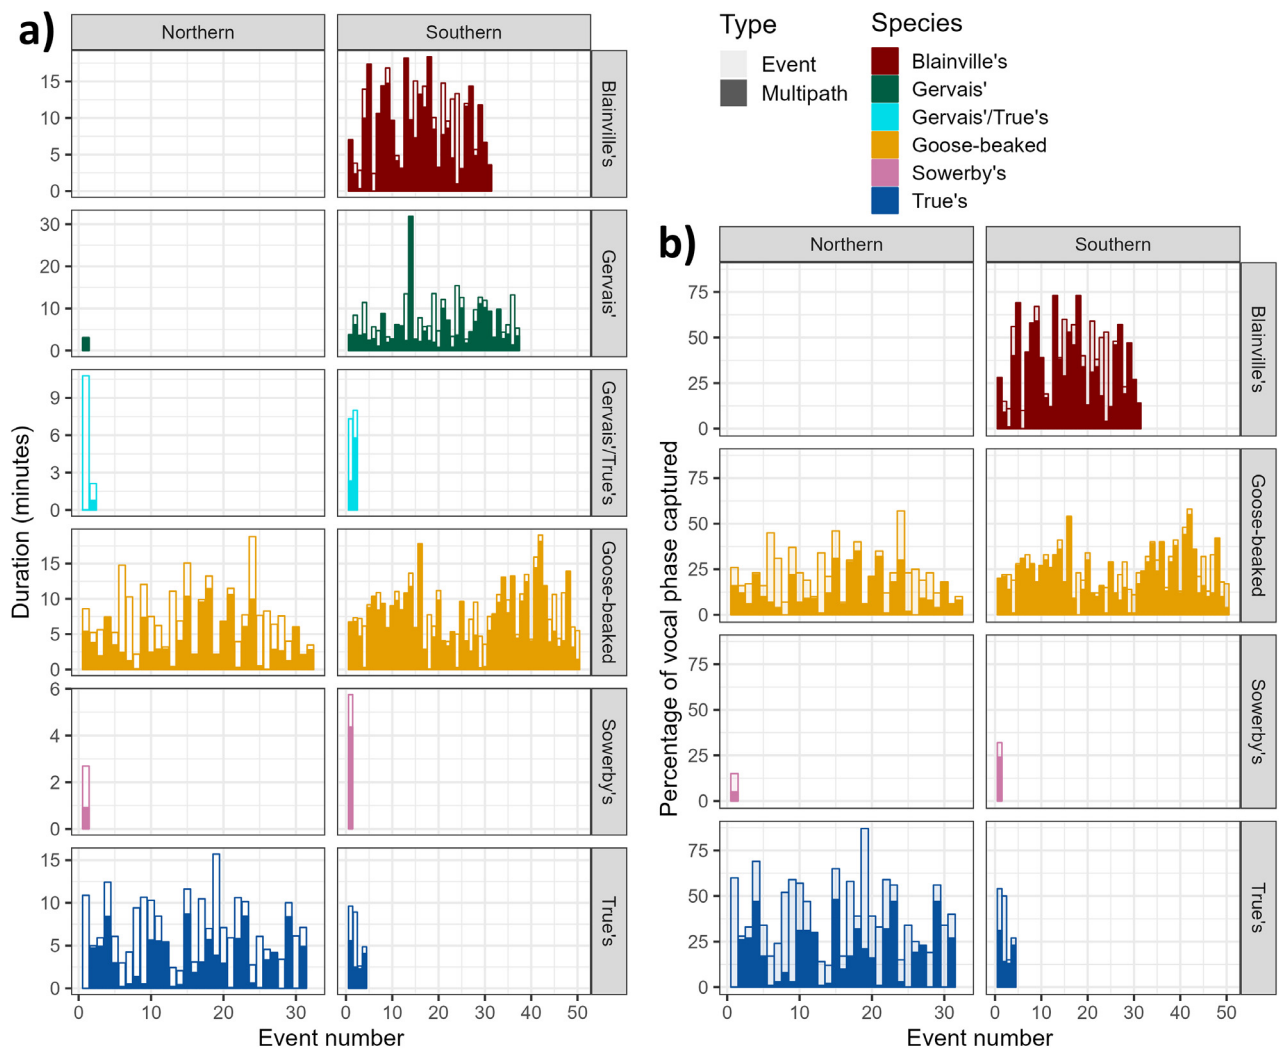 a)
Northern
Southern
15
10
5
0
Blainville's
30
20
10
0
Gervais'
9
6
3
0
Gervais'/True's
15
10
5
0
Goose-beaked
6
4
2
0
Sowerby's
15
10
5
0
True's
0 10 20 30
0 10 20 30 40 50
Duration (minutes)
Event number
Type
Event
Multipath
Species
Blainville's
Gervais'
Gervais'/True's
Goose-beaked
Sowerby's
True's
b)
Northern
Southern
75
50
25
0
Blainville's
75
50
25
0
Goose-beaked
75
50
25
0
Sowerby's
75
50
25
0
True's
0 10 20 30
0 10 20 30 40 50
Percentage of vocal phase captured
Event number